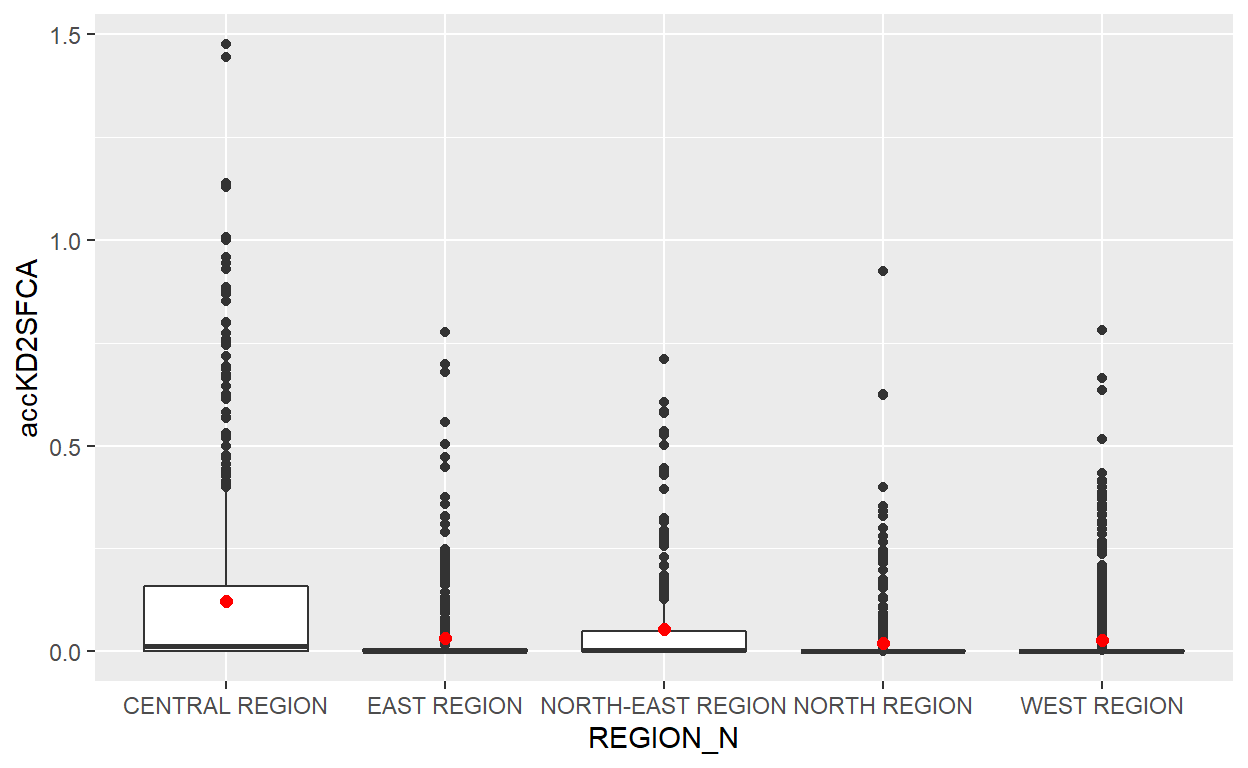 1.5
1.0
0.5
0.0
accKD2SFCA
CENTRAL REGION EAST REGION NORTH-EAST REGION NORTH REGION WEST REGION
REGION_N